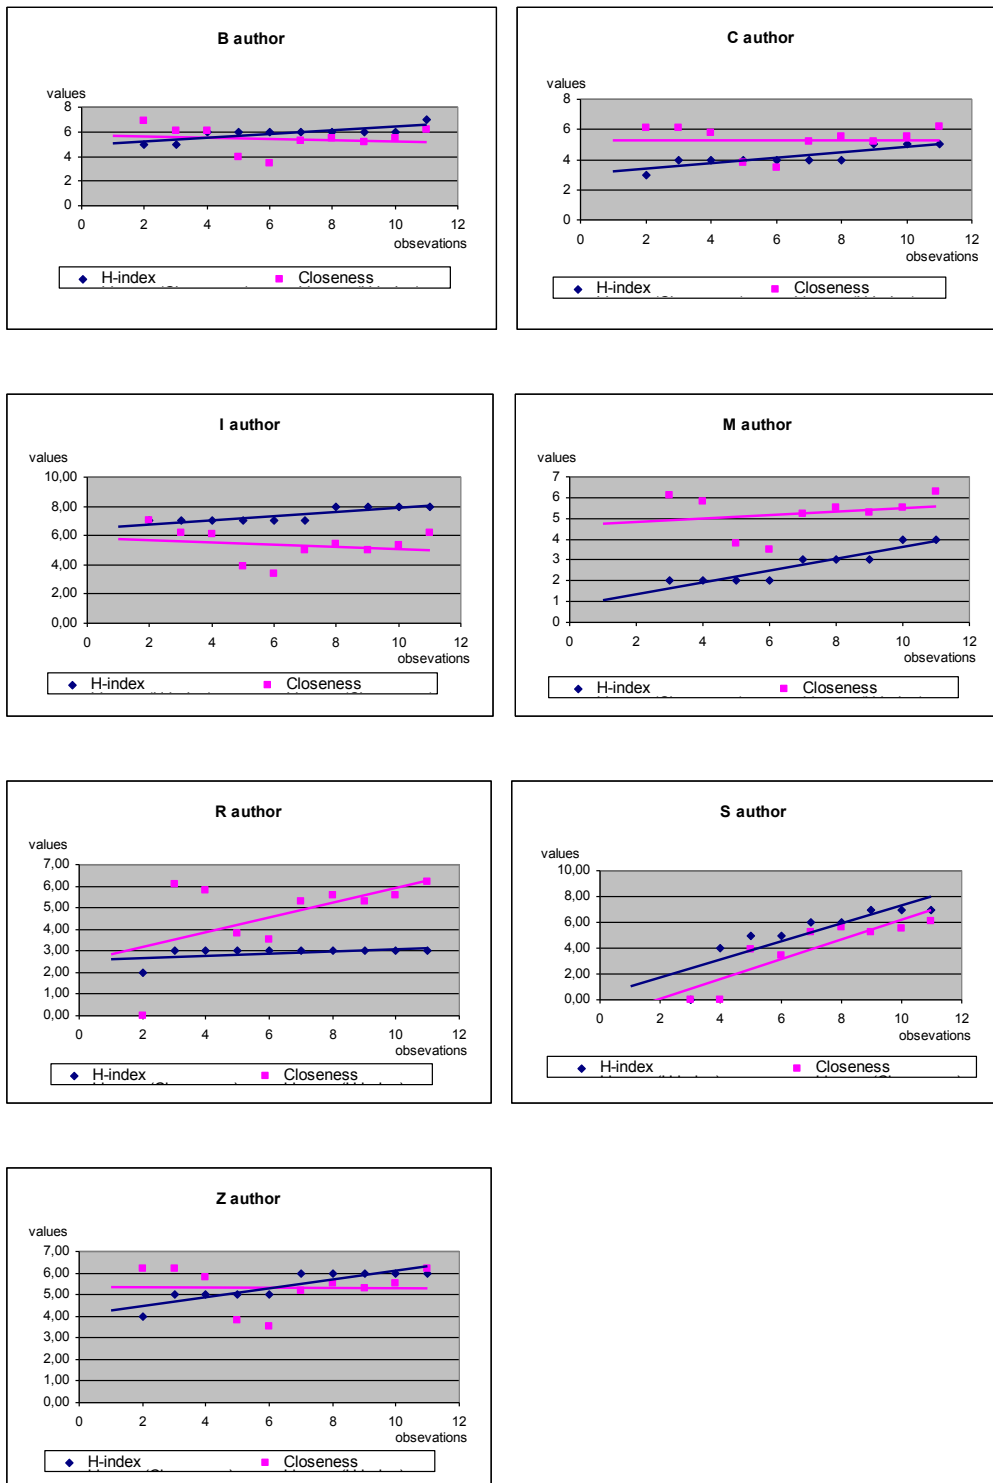 B author
values
8
6
4
2
0
0 2 4 6 8 10 12
obsevations
H-index Closeness
C author
values
8
6
4
2
0
0 2 4 6 8 10 12
obsevations
H-index Closeness
I author
values
10,00
8,00
6,00
4,00
2,00
0,00
0 2 4 6 8 10 12
obsevations
H-index Closeness
M author
values
7
6
5
4
3
2
1
0
0 2 4 6 8 10 12
obsevations
H-index Closeness
R author
values
7,00
6,00
5,00
4,00
3,00
2,00
1,00
0,00
0 2 4 6 8 10 12
obsevations
H-index Closeness
S author
values
10,00
8,00
6,00
4,00
2,00
0,00
0 2 4 6 8 10 12
obsevations
H-index Closeness
Z author
values
7,00
6,00
5,00
4,00
3,00
2,00
1,00
0,00
0 2 4 6 8 10 12
obsevations
H-index Closeness